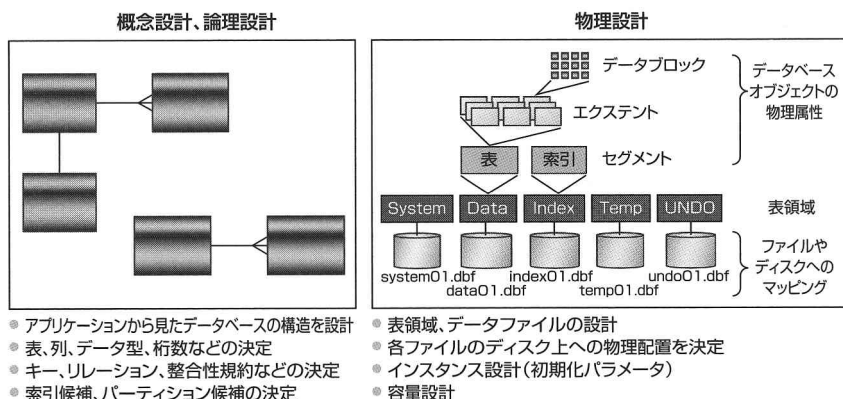 概念設計、論理設計
アプリケーションから見たデータベースの構造を設計
表、列、データ型、桁数などの決定
キー、リレーション、整合性規約などの決定
索引候補、パーティション候補の決定
物理設計
データブロック
エクステント
表
索引
セグメント
データベース
オブジェクトの
物理属性
System
Data
Index
Temp
UNDO
表領域
system01.dbf
data01.dbf
index01.dbf
temp01.dbf
undo01.dbf
ファイルや
ディスクへの
マッピング
表領域、データファイルの設計
各ファイルのディスク上への物理配置を決定
インスタンス設計（初期化パラメータ）
容量設計